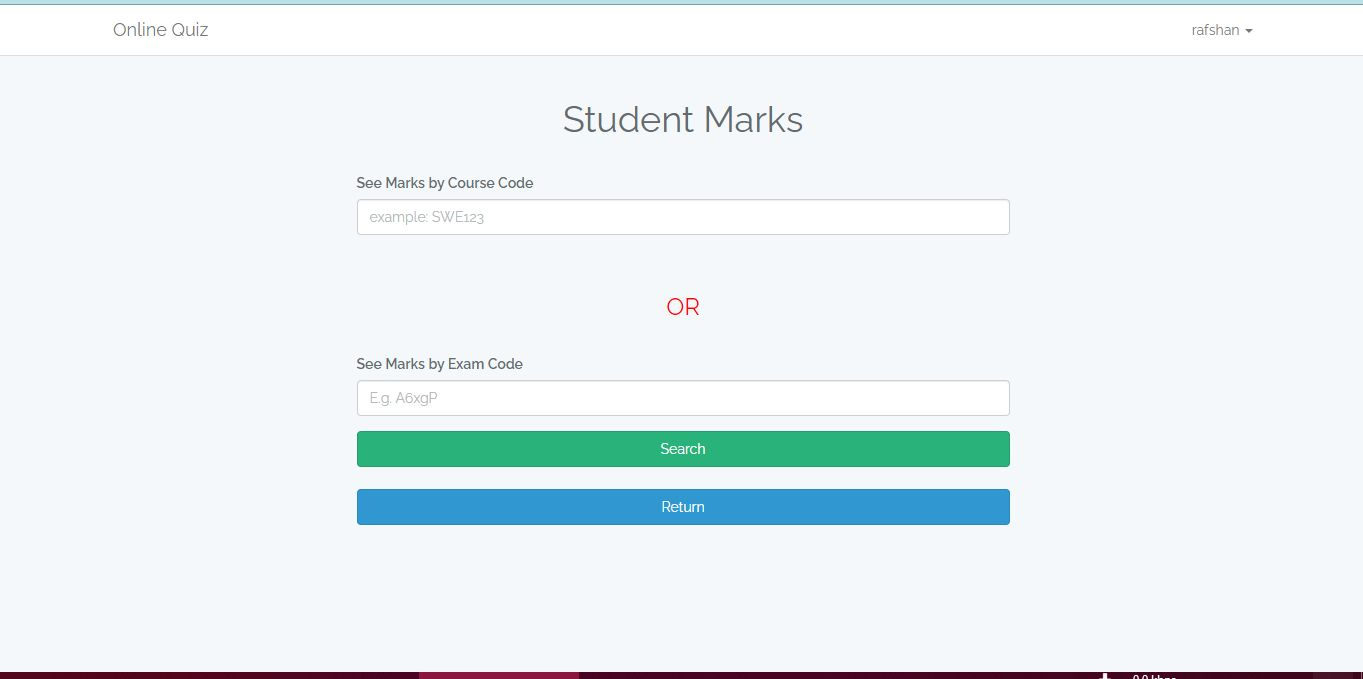 Online Quiz
rafshan
Student Marks
See Marks by Course Code
example: SWE123
OR
See Marks by Exam Code
E.g. A6xgP
Search
Return